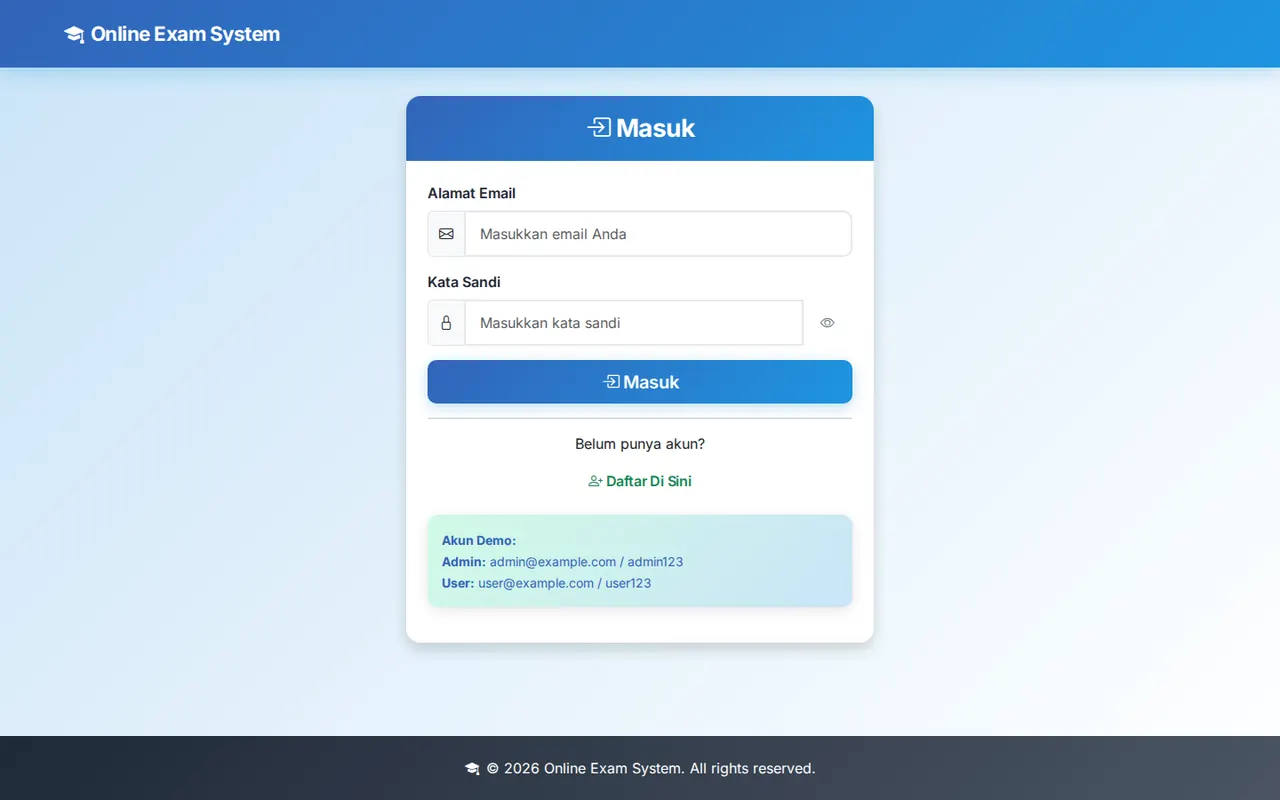 Online Exam System
Masuk
Alamat Email
Masukkan email Anda
Kata Sandi
Masukkan kata sandi
Masuk
Belum punya akun?
Daftar Di Sini
Akun Demo:
Admin: admin@example.com / admin123
User: user@example.com / user123
© 2026 Online Exam System. All rights reserved.